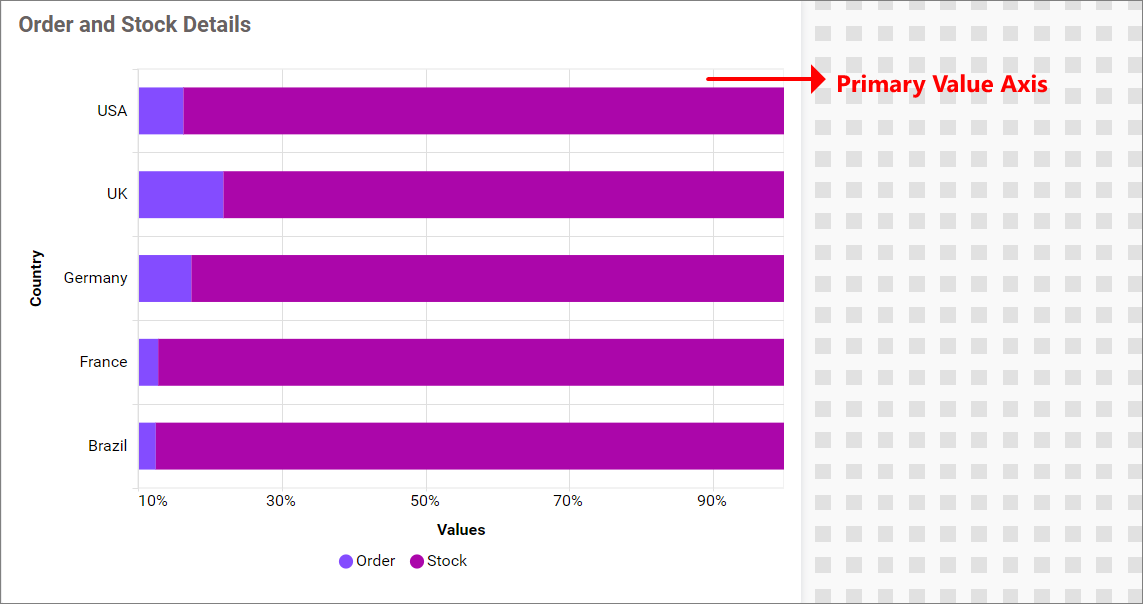 Order and Stock Details
Primary Value Axis
USA
UK
Germany
France
Brazil
Country
10% 30% 50% 70% 90%
Values
Order Stock